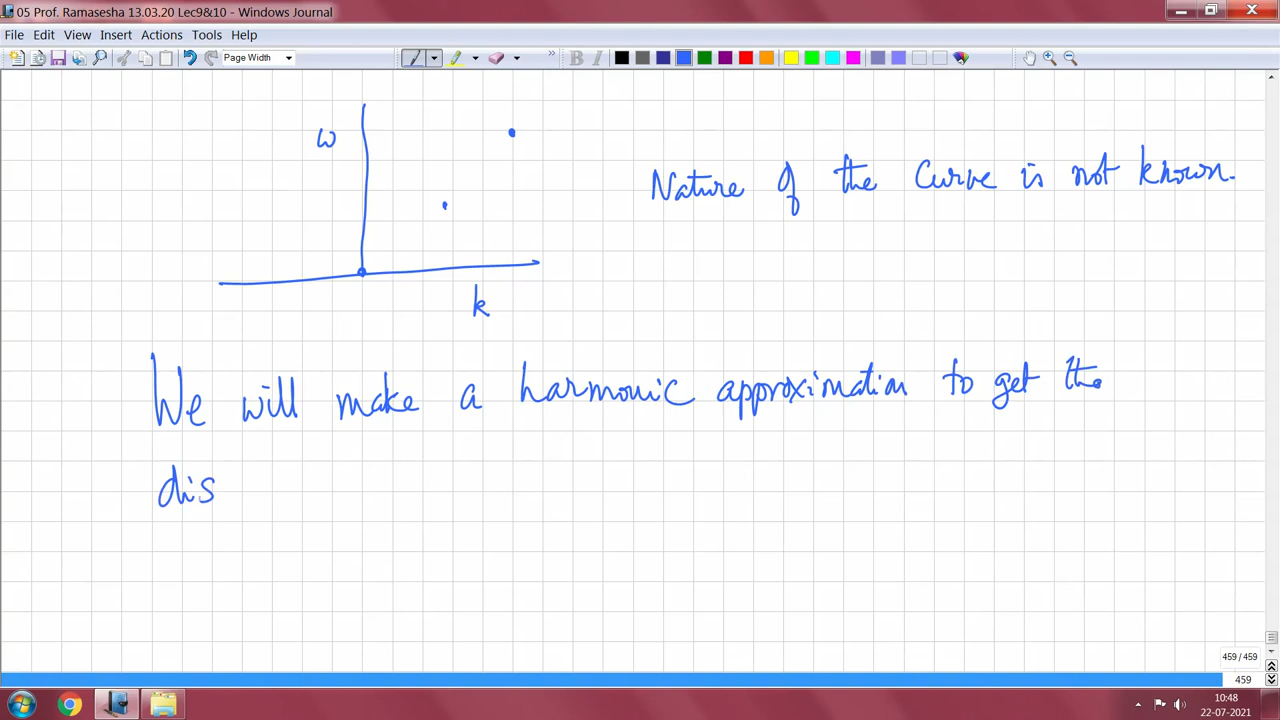 05 Prof. Ramasesha 13.03.20 Lec9&10 - Windows Journal
File Edit View Insert Actions Tools Help
Page Width
B I
ω
Nature of the Curve is not known.
k
We will make a harmonic approximation to get the
dis
459 / 459
459
10:48
22-07-2021